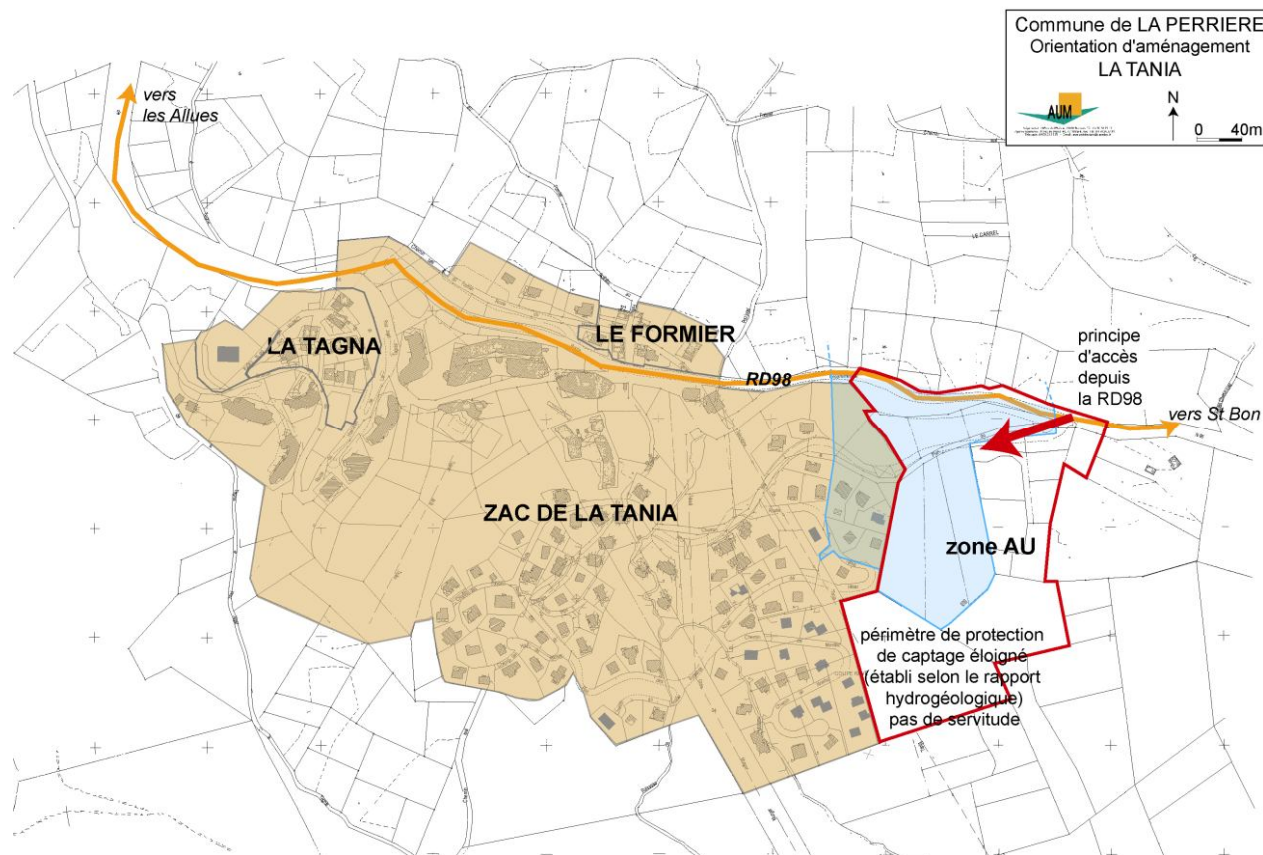 Commune de LA PERRIERE
Orientation d'aménagement
LA TANIA
AUM
N
0 40m
vers
les Allues
LE CARREL
LA TAGNA
LE FORMIER
RD98
principe
d'accès
depuis
la RD98
vers St Bon
ZAC DE LA TANIA
zone AU
périmètre de protection
de captage éloigné
(établi selon le rapport
hydrogéologique)
pas de servitude